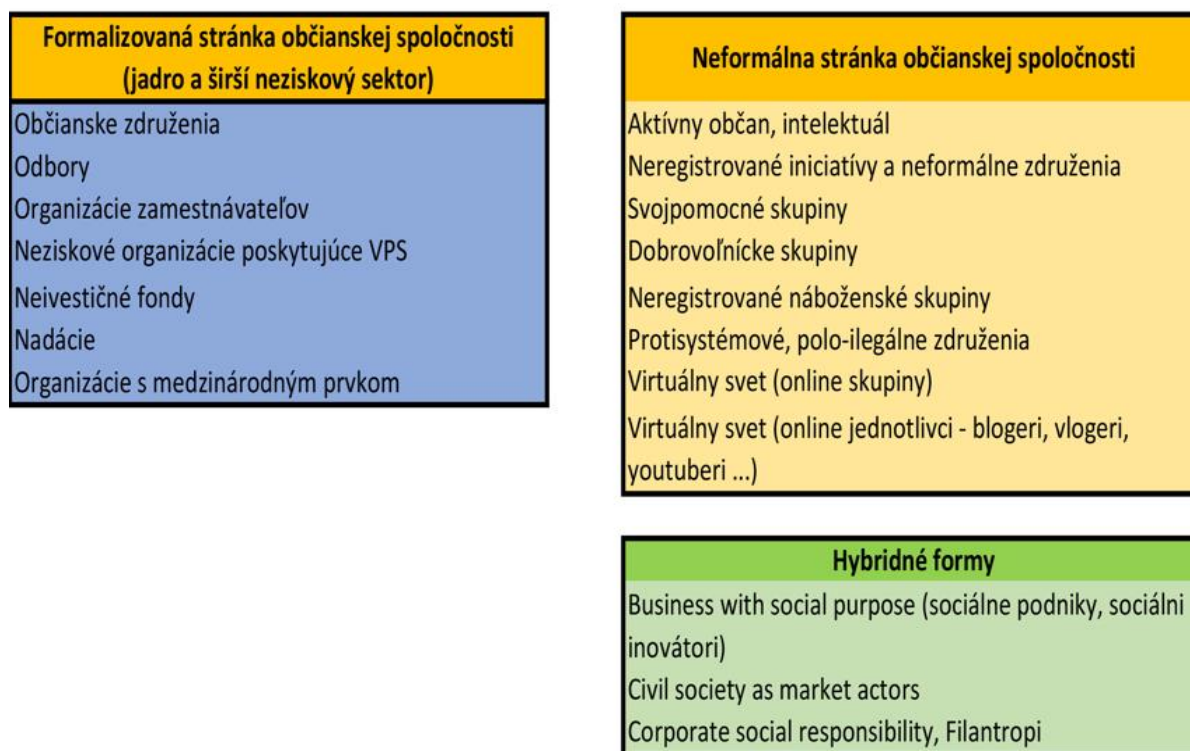 Formalizovaná stránka občianskej spoločnosti
(jadro a širší neziskový sektor)
Občianske združenia
Odbory
Organizácie zamestnávateľov
Neziskové organizácie poskytujúce VPS
Neivestičné fondy
Nadácie
Organizácie s medzinárodným prvkom
Neformálna stránka občianskej spoločnosti
Aktívny občan, intelektuál
Neregistrované iniciatívy a neformálne združenia
Svojpomocné skupiny
Dobrovoľnícke skupiny
Neregistrované náboženské skupiny
Protisystémové, polo-ilegálne združenia
Virtuálny svet (online skupiny)
Virtuálny svet (online jednotlivci - blogeri, vlogeri,
youtuberi ...)
Hybridné formy
Business with social purpose (sociálne podniky, sociálni
inovátori)
Civil society as market actors
Corporate social responsibility, Filantropi